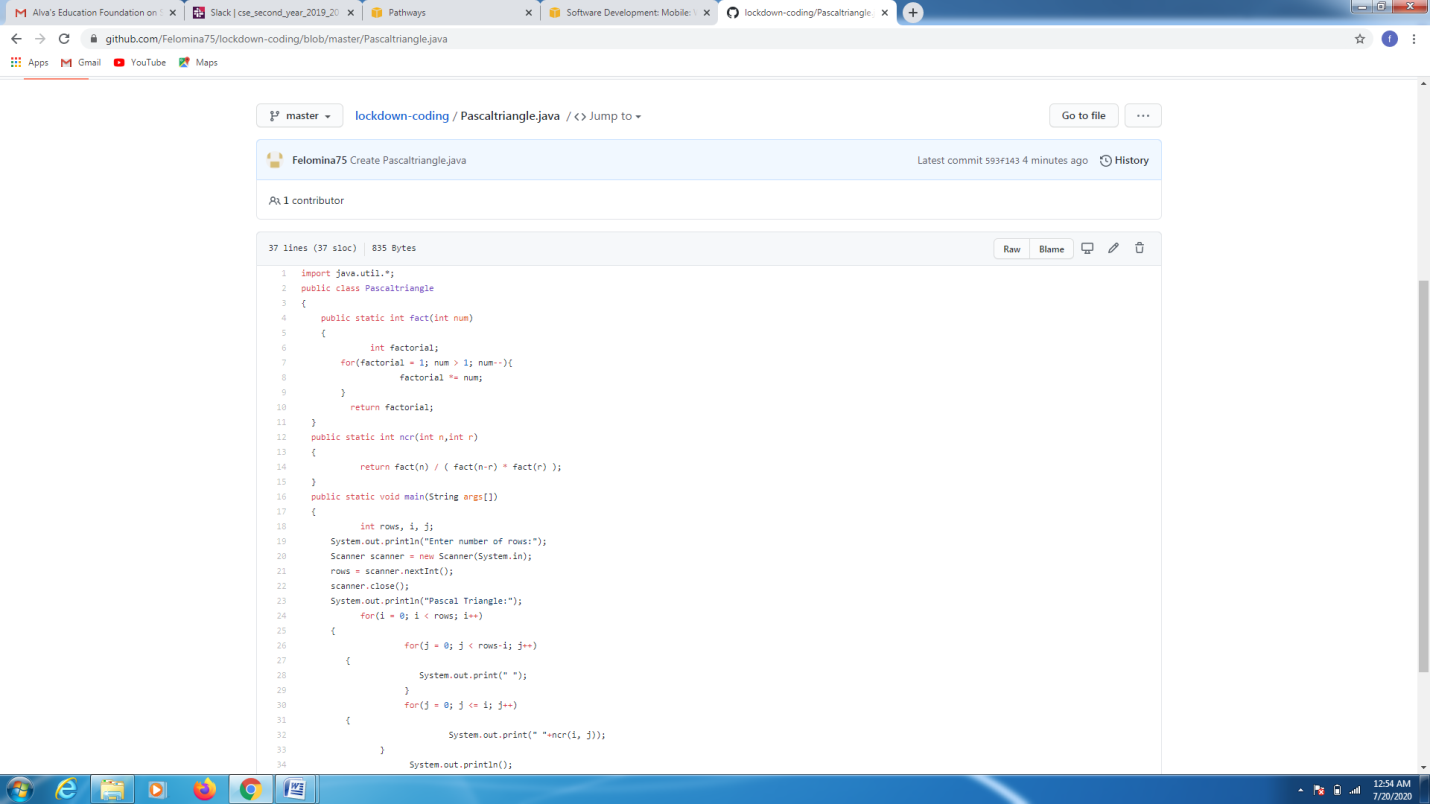 Alva's Education Foundation on S
Slack | cse_second_year_2019_20
Pathways
Software Development: Mobile:
lockdown-coding/Pascaltriangle.
github.com/Felomina75/lockdown-coding/blob/master/Pascaltriangle.java
f
Apps Gmail YouTube Maps
master
lockdown-coding / Pascaltriangle.java / <> Jump to
Go to file
...
Felomina75 Create Pascaltriangle.java
Latest commit 593f143 4 minutes ago
History
1 contributor
37 lines (37 sloc) 835 Bytes
Raw Blame
1 import java.util.*;
2 public class Pascaltriangle
3 {
4 public static int fact(int num)
5 {
6 int factorial;
7 for(factorial = 1; num > 1; num--){
8 factorial *= num;
9 }
10 return factorial;
11 }
12 public static int ncr(int n,int r)
13 {
14 return fact(n) / ( fact(n-r) * fact(r) );
15 }
16 public static void main(String args[])
17 {
18 int rows, i, j;
19 System.out.println("Enter number of rows:");
20 Scanner scanner = new Scanner(System.in);
21 rows = scanner.nextInt();
22 scanner.close();
23 System.out.println("Pascal Triangle:");
24 for(i = 0; i < rows; i++)
25 {
26 for(j = 0; j < rows-i; j++)
27 {
28 System.out.print(" ");
29 }
30 for(j = 0; j <= i; j++)
31 {
32 System.out.print(" "+ncr(i, j));
33 }
34 System.out.println();
12:54 AM
7/20/2020